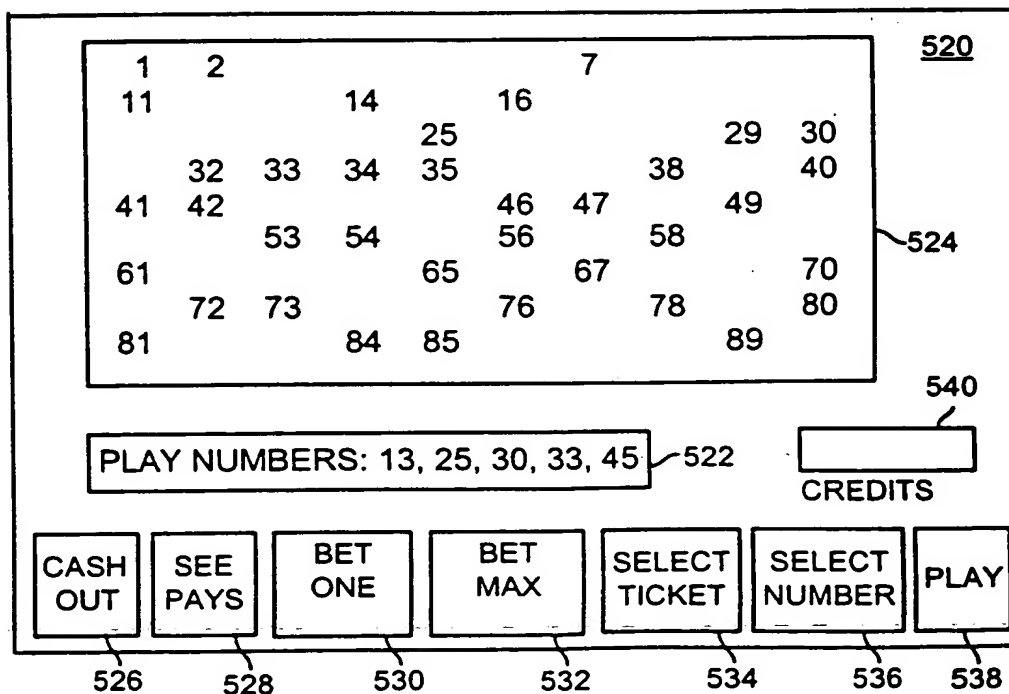 520
1 2 7
11 14 16
25 29 30
32 33 34 35 38 40
41 42 46 47 49
53 54 56 58
524
61 65 67 70
72 73 76 78 80
81 84 85 89
540
PLAY NUMBERS: 13, 25, 30, 33, 45
522
CREDITS
CASH OUT
SEE PAYS
BET ONE
BET MAX
SELECT TICKET
SELECT NUMBER
PLAY
526 528 530 532 534 536 538